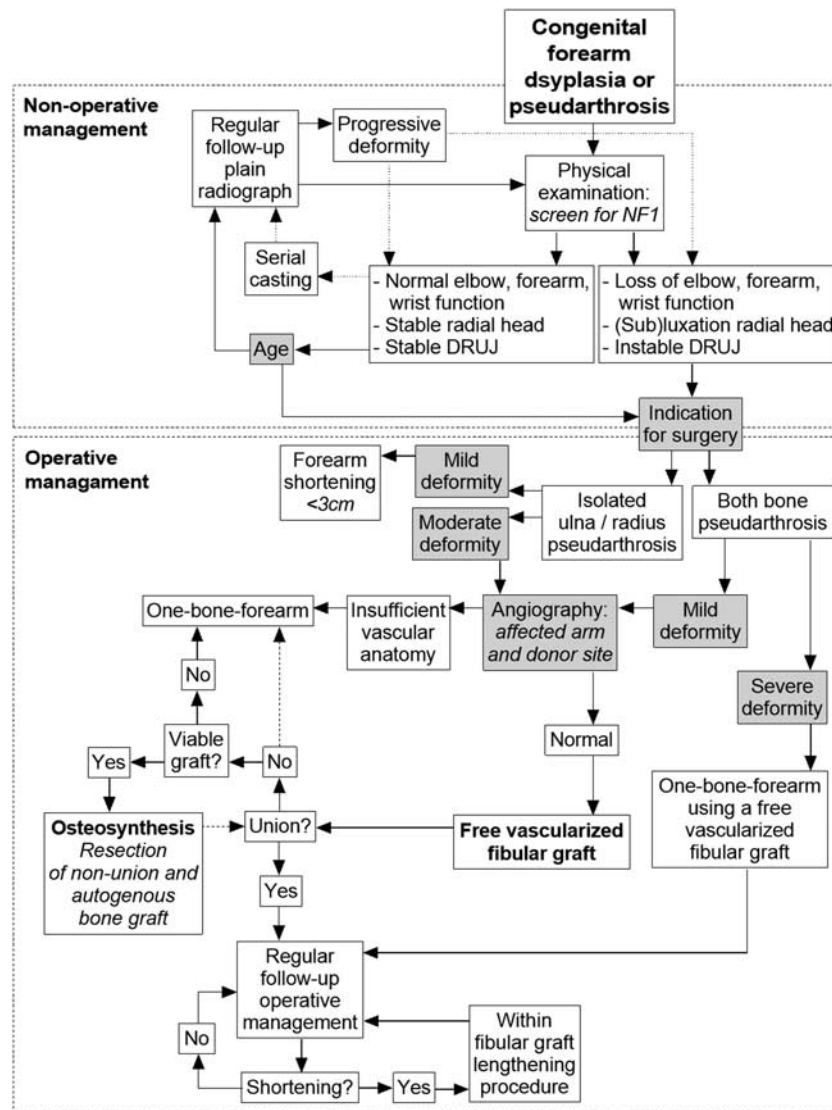 Congenital
forearm
dsyplasia or
pseudarthrosis
Non-operative
management
Regular
follow-up
plain
radiograph
Progressive
deformity
Physical
examination:
screen for NF1
Serial
casting
- Normal elbow, forearm,
wrist function
- Stable radial head
- Stable DRUJ
- Loss of elbow, forearm,
wrist function
- (Sub)luxation radial head
- Instable DRUJ
Age
Indication
for surgery
Operative
managament
Forearm
shortening
<3cm
Mild
deformity
Moderate
deformity
Isolated
ulna / radius
pseudarthrosis
Both bone
pseudarthrosis
One-bone-forearm
Insufficient
vascular
anatomy
Angiography:
affected arm
and donor site
Mild
deformity
No
Severe
deformity
Viable
graft?
Yes
No
Normal
Osteosynthesis
Resection
of non-union and
autogenous
bone graft
Union?
Free vascularized
fibular graft
One-bone-forearm
using a free
vascularized
fibular graft
Yes
Regular
follow-up
operative
management
No
Within
fibular graft
lengthening
procedure
Shortening?
Yes